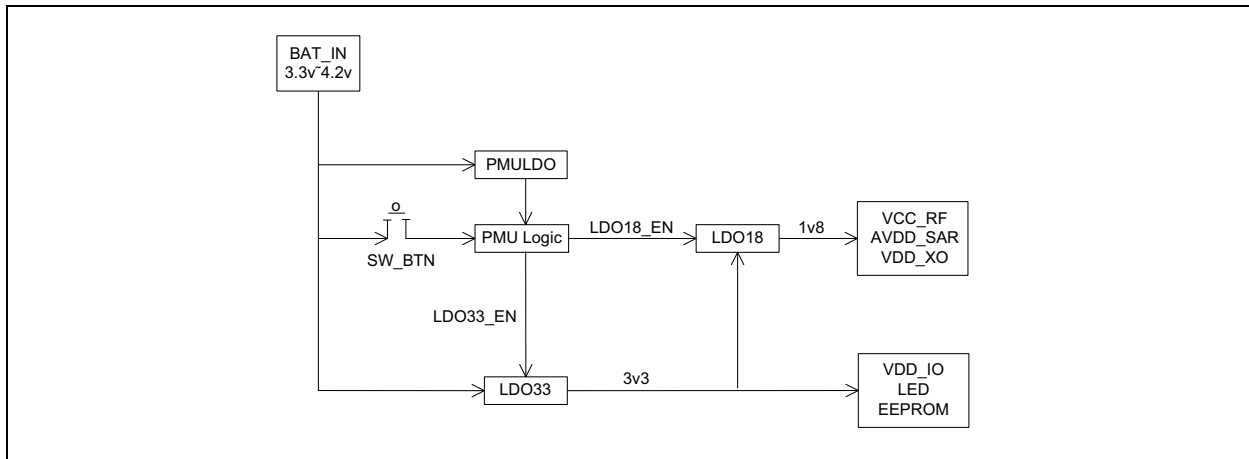 BAT_IN
3.3v~4.2v
PMULDO
o
SW_BTN
PMU Logic
LDO18_EN
LDO18
1v8
VCC_RF
AVDD_SAR
VDD_XO
LDO33_EN
LDO33
3v3
VDD_IO
LED
EEPROM